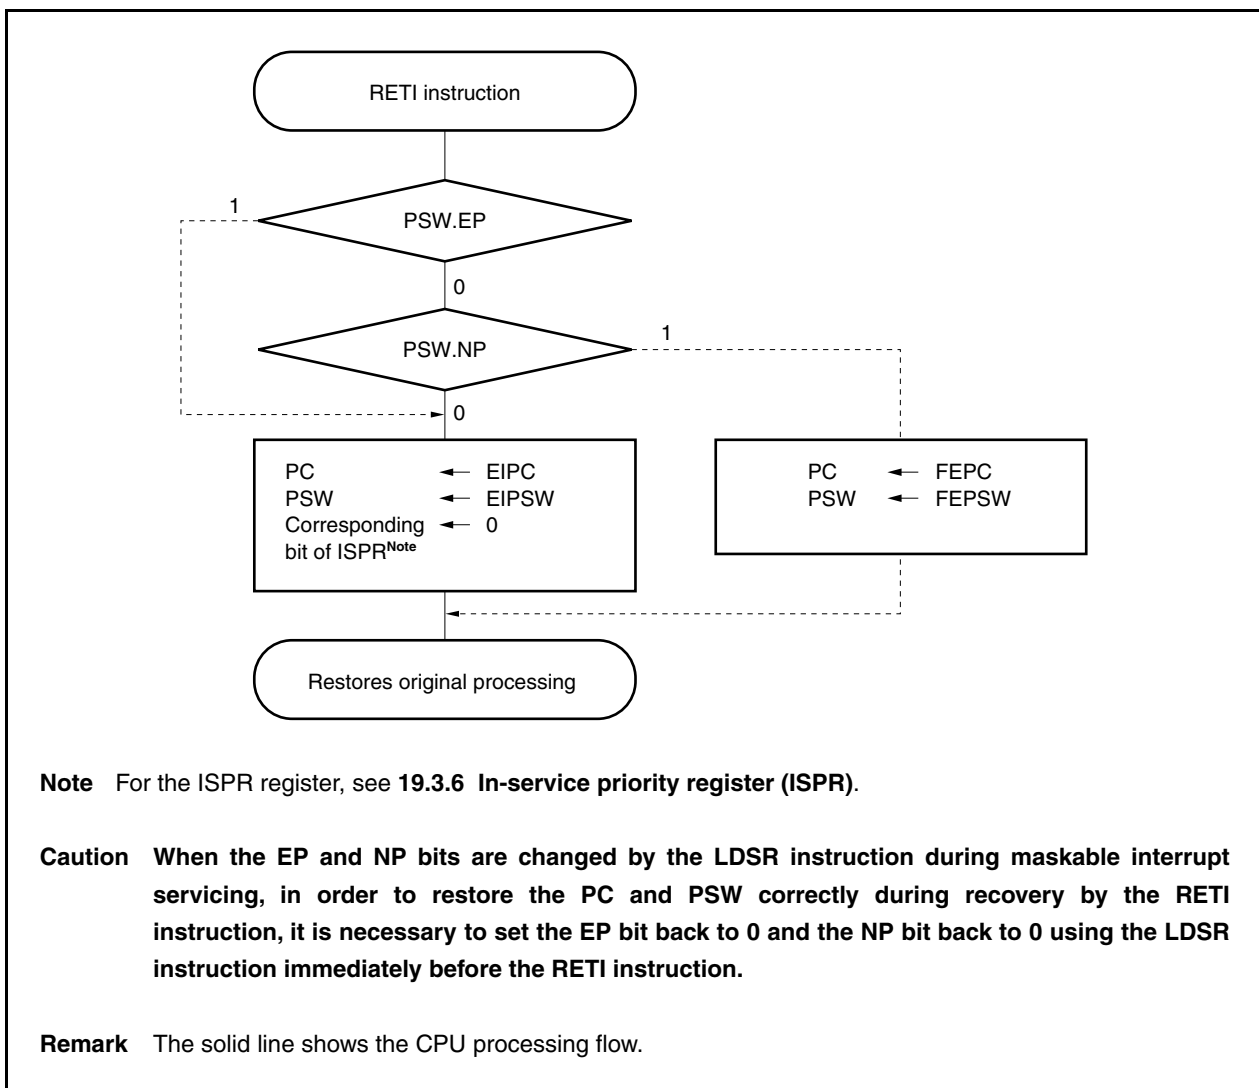 RETI instruction
1
PSW.EP
0
1
PSW.NP
0
PC ← EIPC
PSW ← EIPSW
Corresponding ← 0
bit of ISPRNote
PC ← FEPC
PSW ← FEPSW
Restores original processing
Note For the ISPR register, see 19.3.6 In-service priority register (ISPR).
Caution When the EP and NP bits are changed by the LDSR instruction during maskable interrupt
servicing, in order to restore the PC and PSW correctly during recovery by the RETI
instruction, it is necessary to set the EP bit back to 0 and the NP bit back to 0 using the LDSR
instruction immediately before the RETI instruction.
Remark The solid line shows the CPU processing flow.